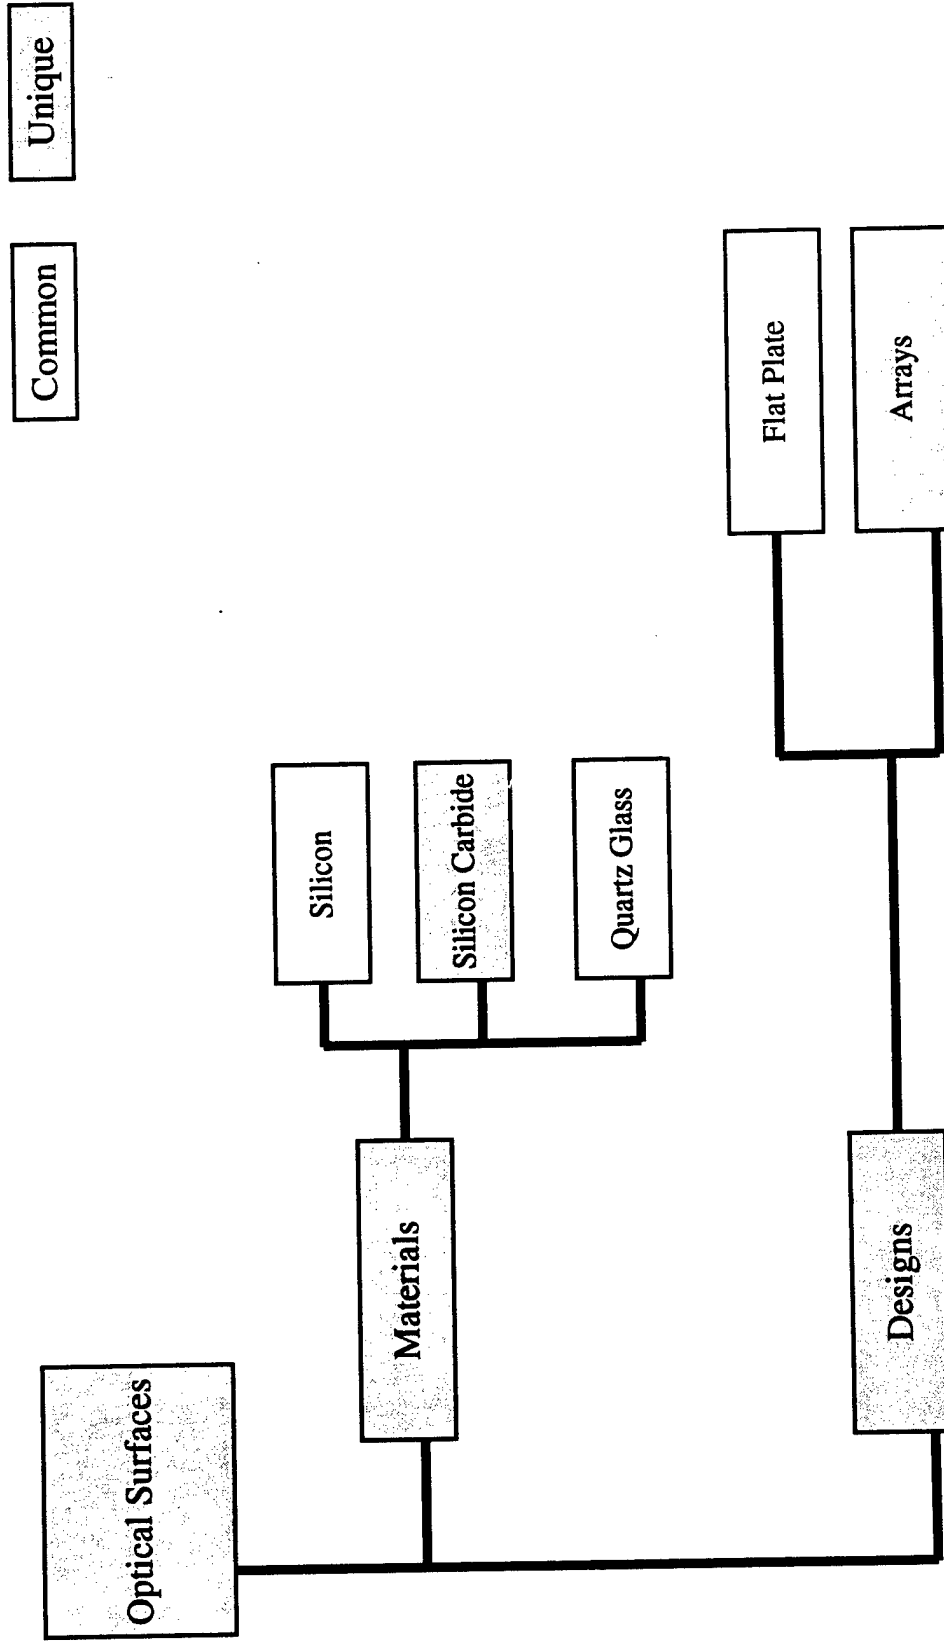 Common
Unique
Optical Surfaces
Materials
Silicon
Silicon Carbide
Quartz Glass
Designs
Flat Plate
Arrays